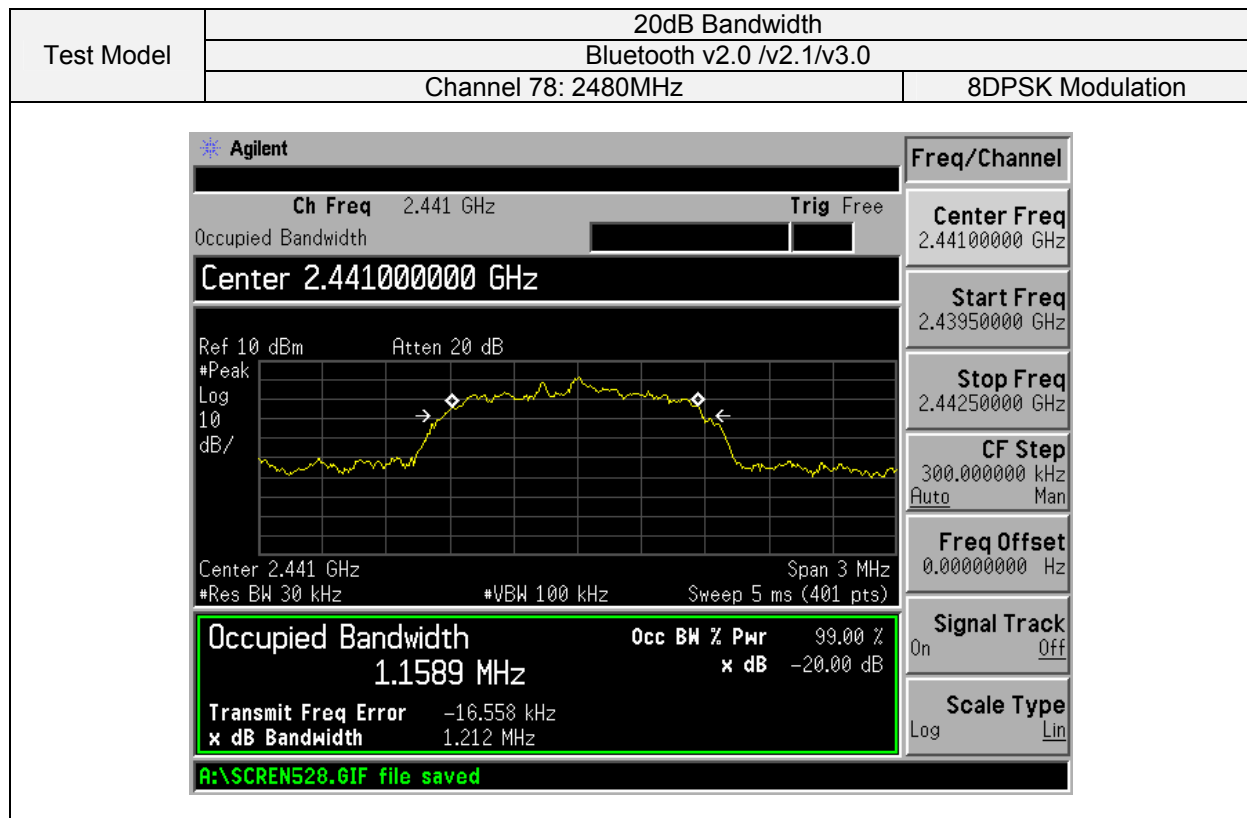 20dB Bandwidth
Test Model
Bluetooth v2.0 /v2.1/v3.0
Channel 78: 2480MHz 8DPSK Modulation
Agilent
Freq/Channel
Ch Freq 2.441 GHz Trig Free
Occupied Bandwidth
Center Freq
2.44100000 GHz
Center 2.441000000 GHz
Start Freq
2.43950000 GHz
Ref 10 dBm Atten 20 dB
#Peak
Log
10
dB/
Stop Freq
2.44250000 GHz
CF Step
300.000000 kHz
Auto Man
Freq Offset
0.00000000 Hz
Center 2.441 GHz Span 3 MHz
#Res BW 30 kHz #VBW 100 kHz Sweep 5 ms (401 pts)
Signal Track
On Off
Occupied Bandwidth Occ BW % Pwr 99.00 %
1.1589 MHz x dB -20.00 dB
Transmit Freq Error -16.558 kHz
x dB Bandwidth 1.212 MHz
Scale Type
Log Lin
A:\SCREN528.GIF file saved